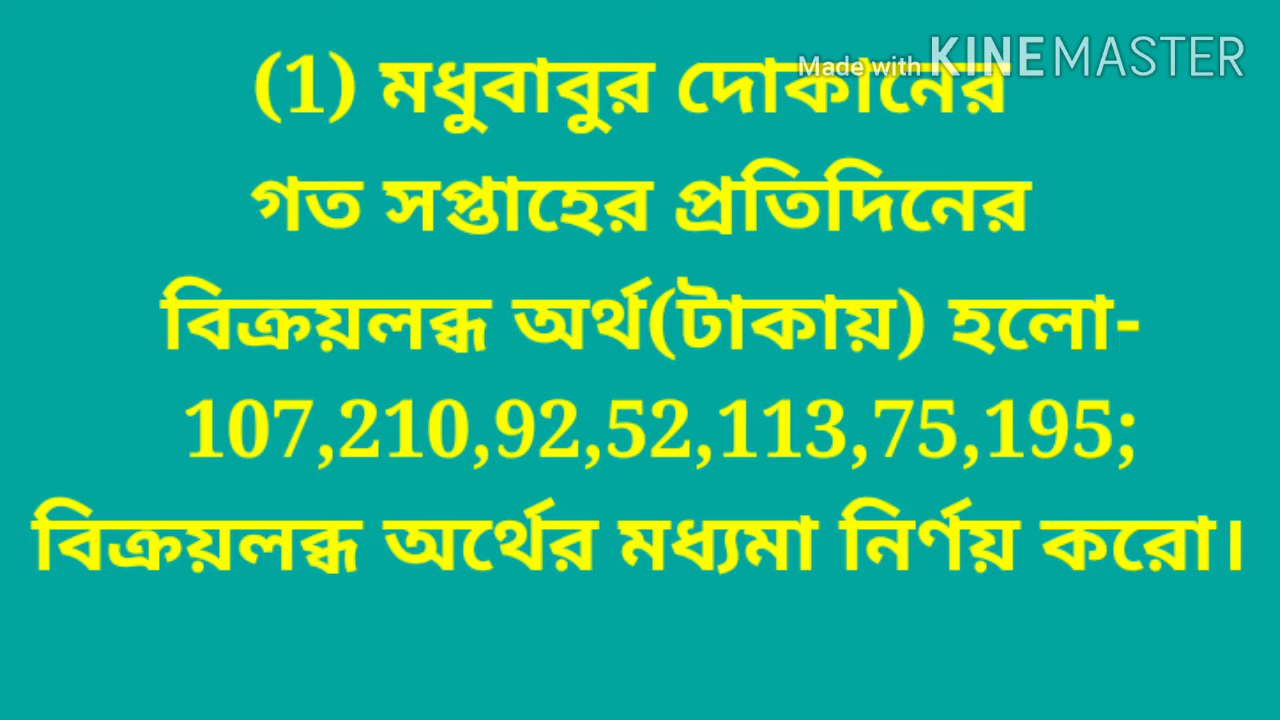 Made with KINEMASTER
(1) মধুবাবুর দোকানের
গত সপ্তাহের প্রতিদিনের
বিক্রয়লব্ধ অর্থ(টাকায়) হলো-
107,210,92,52,113,75,195;
বিক্রয়লব্ধ অর্থের মধ্যমা নির্ণয় করো।